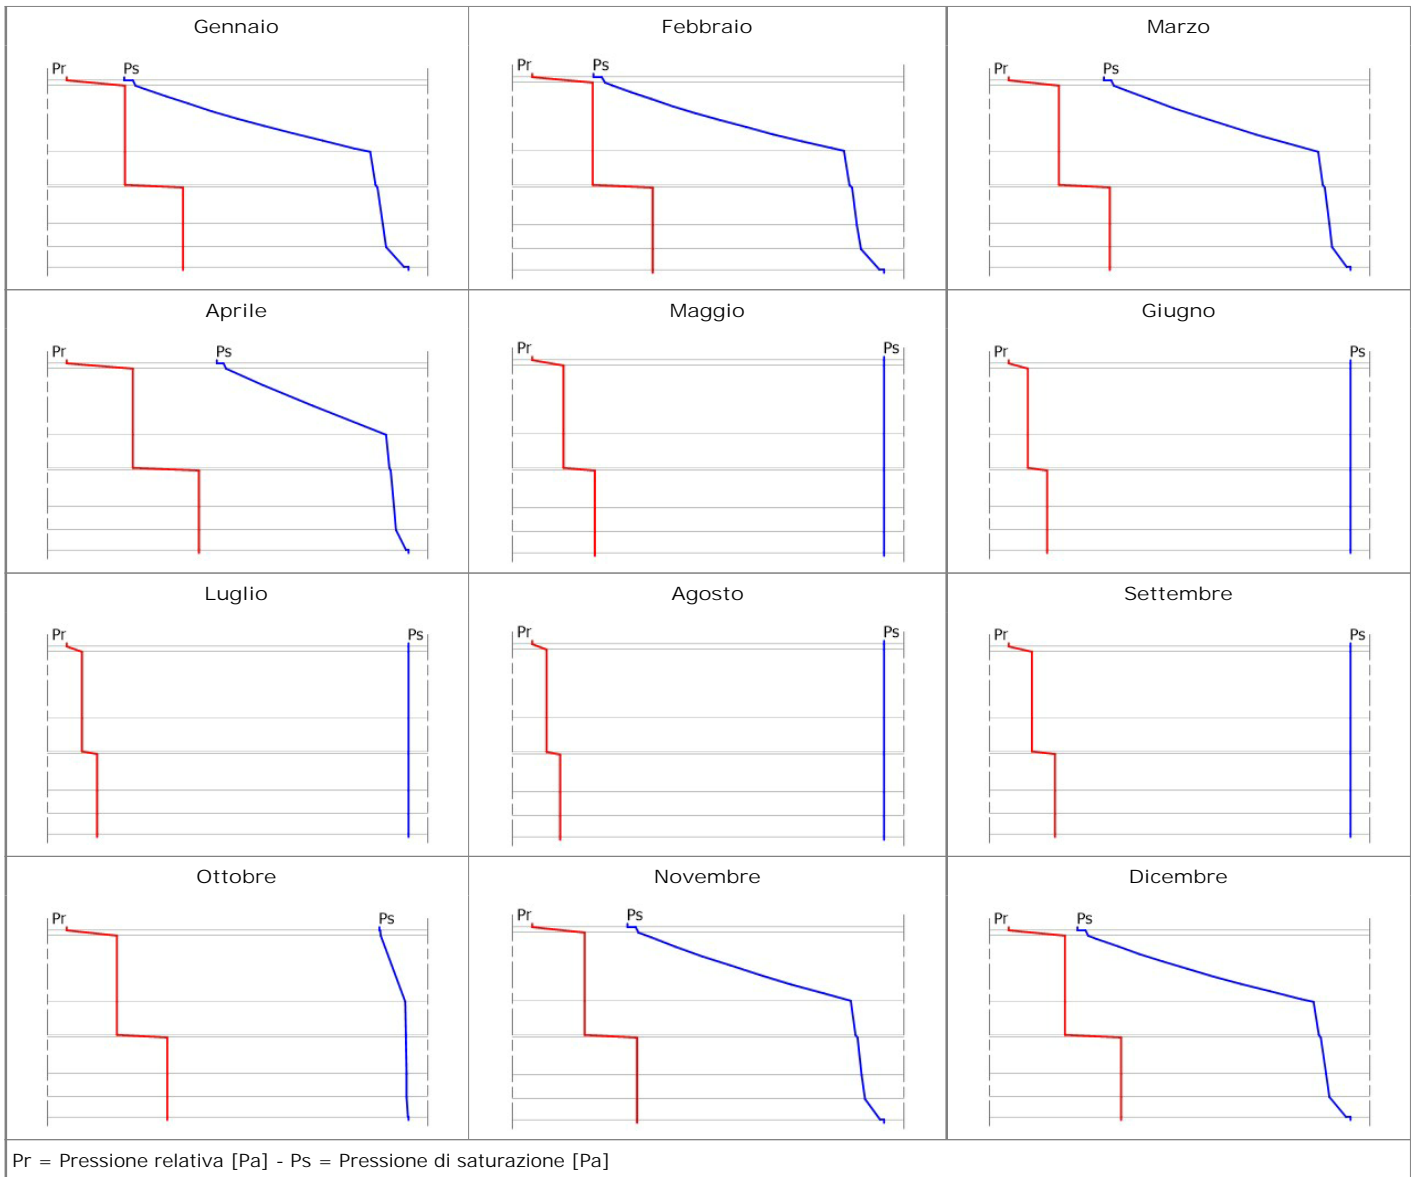 Gennaio
Febbraio
Marzo
Pr Ps
Pr Ps
Pr Ps
Aprile
Maggio
Giugno
Pr Ps
Pr Ps
Pr Ps
Luglio
Agosto
Settembre
Pr Ps
Pr Ps
Pr Ps
Ottobre
Novembre
Dicembre
Pr Ps
Pr Ps
Pr Ps
Pr = Pressione relativa [Pa] - Ps = Pressione di saturazione [Pa]